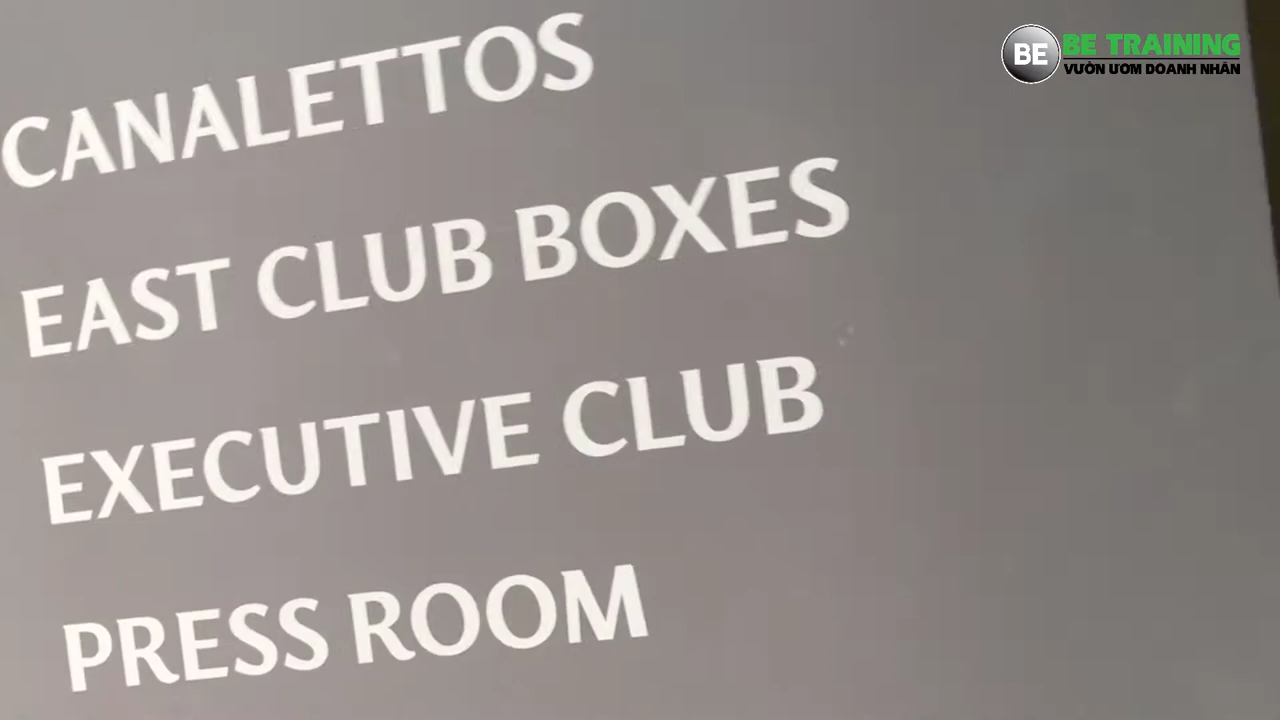 CANALETTOS
EAST CLUB BOXES
EXECUTIVE CLUB
PRESS ROOM
BE
BE TRAINING
VƯỜN ƯƠM DOANH NHÂN